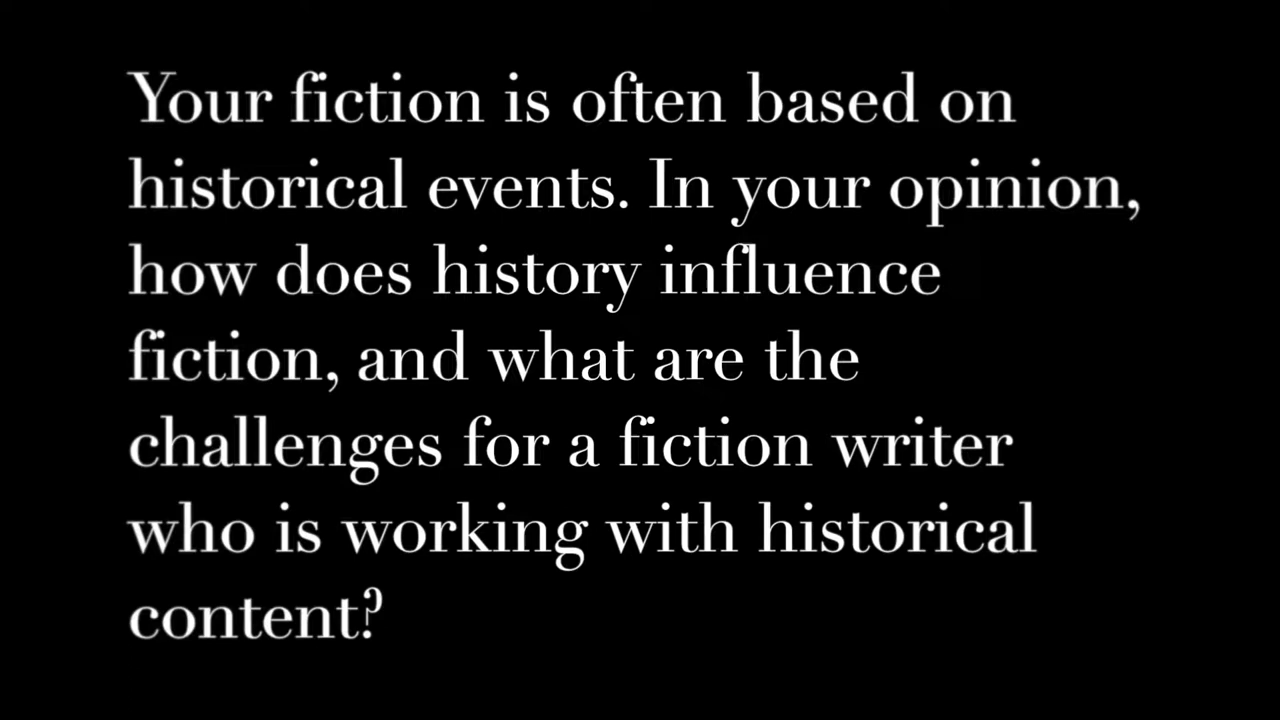 Your fiction is often based on
historical events. In your opinion,
how does history influence
fiction, and what are the
challenges for a fiction writer
who is working with historical
content?